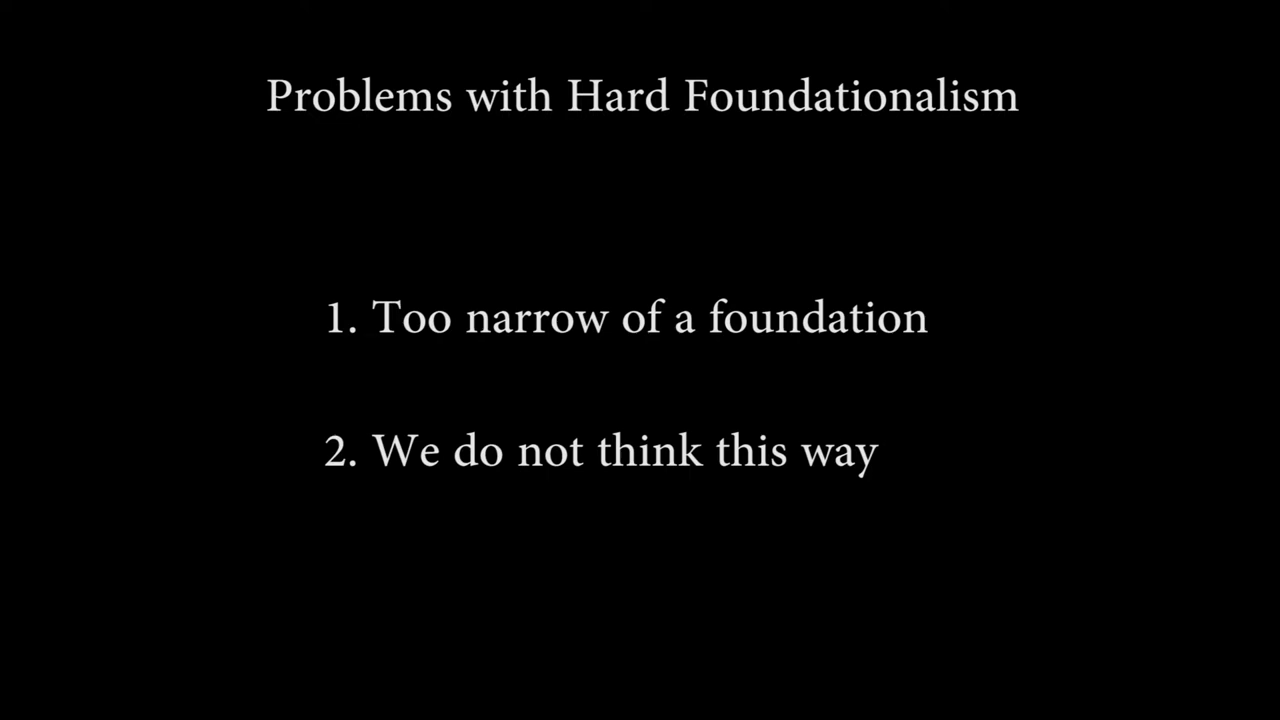 Problems with Hard Foundationalism
1. Too narrow of a foundation
2. We do not think this way